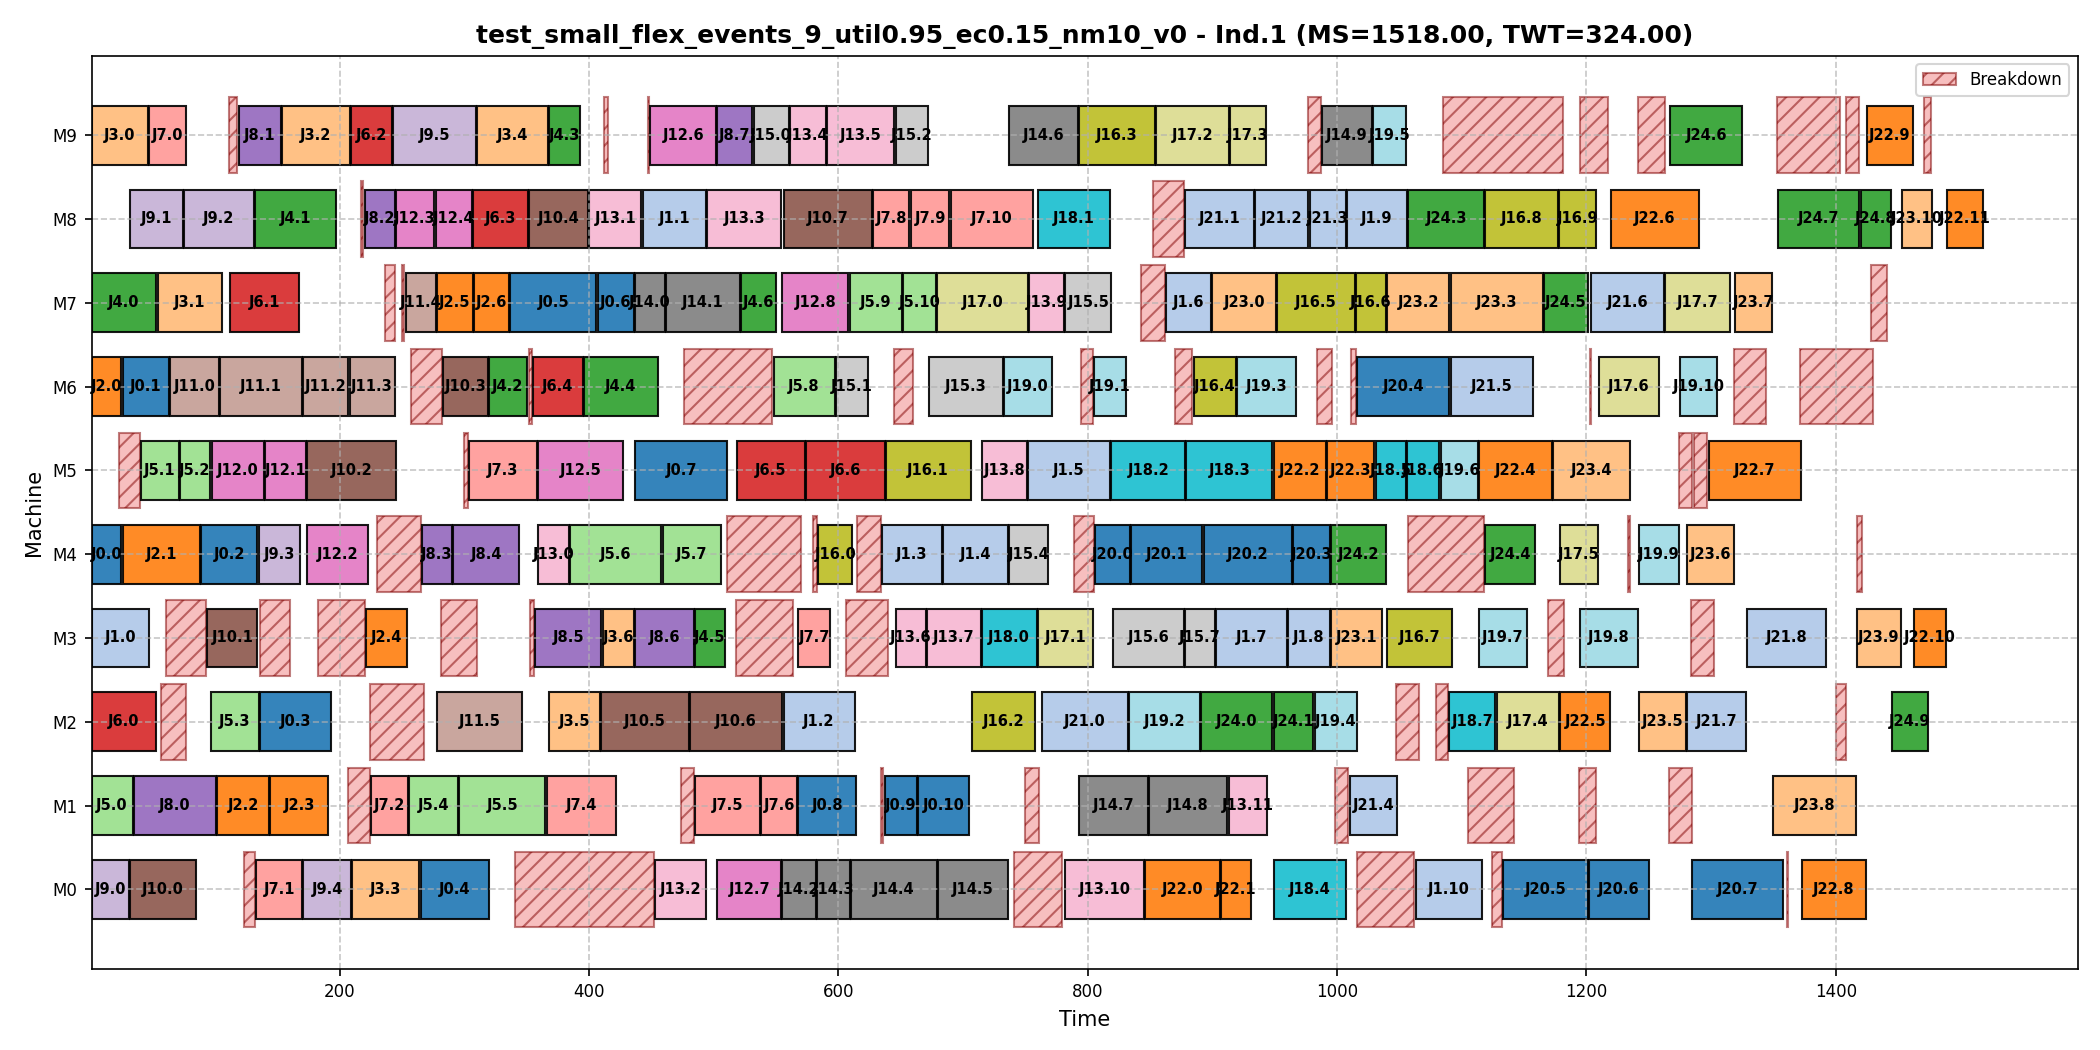 test_small_flex_events_9_util0.95_ec0.15_nm10_v0 - Ind.1 (MS=1518.00, TWT=324.00)
Breakdown
M9 J3.0 J7.0 J8.1 J3.2 J6.2 J9.5 J3.4 J4.3 J12.6 J8.7 J15.0 J13.4 J13.5 J15.2 J14.6 J16.3 J17.2 J17.3 J14.9 J19.5 J24.6 J22.9
M8 J9.1 J9.2 J4.1 J8.2 J12.3 J12.4 J6.3 J10.4 J13.1 J1.1 J13.3 J10.7 J7.8 J7.9 J7.10 J18.1 J21.1 J21.2 J21.3 J1.9 J24.3 J16.8 J16.9 J22.6 J24.7 J24.8 J23.10 J22.11
M7 J4.0 J3.1 J6.1 J11.4 J2.5 J2.6 J0.5 J0.6 J14.0 J14.1 J4.6 J12.8 J5.9 J5.10 J17.0 J13.9 J15.5 J1.6 J23.0 J16.5 J16.6 J23.2 J23.3 J24.5 J21.6 J17.7 J23.7
M6 J2.0 J0.1 J11.0 J11.1 J11.2 J11.3 J10.3 J4.2 J6.4 J4.4 J5.8 J15.1 J15.3 J19.0 J19.1 J16.4 J19.3 J20.4 J21.5 J17.6 J19.10
M5 J5.1 J5.2 J12.0 J12.1 J10.2 J7.3 J12.5 J0.7 J6.5 J6.6 J16.1 J13.8 J1.5 J18.2 J18.3 J22.2 J22.3 J18.5 J18.6 J19.6 J22.4 J23.4 J22.7
M4 J0.0 J2.1 J0.2 J9.3 J12.2 J8.3 J8.4 J13.0 J5.6 J5.7 J16.0 J1.3 J1.4 J15.4 J20.0 J20.1 J20.2 J20.3 J24.2 J24.4 J17.5 J19.9 J23.6
M3 J1.0 J10.1 J2.4 J8.5 J3.6 J8.6 J4.5 J7.7 J13.6 J13.7 J18.0 J17.1 J15.6 J15.7 J1.7 J1.8 J23.1 J16.7 J19.7 J19.8 J21.8 J23.9 J22.10
M2 J6.0 J5.3 J0.3 J11.5 J3.5 J10.5 J10.6 J1.2 J16.2 J21.0 J19.2 J24.0 J24.1 J19.4 J18.7 J17.4 J22.5 J23.5 J21.7 J24.9
M1 J5.0 J8.0 J2.2 J2.3 J7.2 J5.4 J5.5 J7.4 J7.5 J7.6 J0.8 J0.9 J0.10 J14.7 J14.8 J13.11 J21.4 J23.8
M0 J9.0 J10.0 J7.1 J9.4 J3.3 J0.4 J13.2 J12.7 J14.2 J14.3 J14.4 J14.5 J13.10 J22.0 J22.1 J18.4 J1.10 J20.5 J20.6 J20.7 J22.8
Machine
200 400 600 800 1000 1200 1400
Time